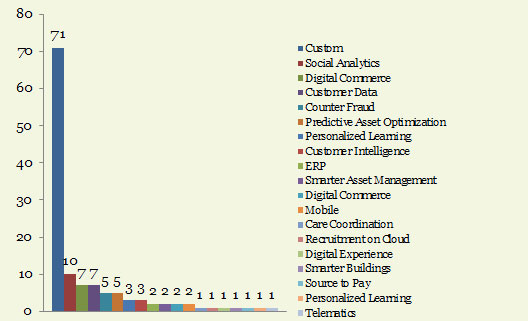 80
70
60
50
40
30
20
10
0
71
10
7 7
5 5
3 3
2 2 2 2
1 1 1 1 1 1 1
Custom
Social Analytics
Digital Commerce
Customer Data
Counter Fraud
Predictive Asset Optimization
Personalized Learning
Customer Intelligence
ERP
Smarter Asset Management
Digital Commerce
Mobile
Care Coordination
Recruitment on Cloud
Digital Experience
Smarter Buildings
Source to Pay
Personalized Learning
Telematics